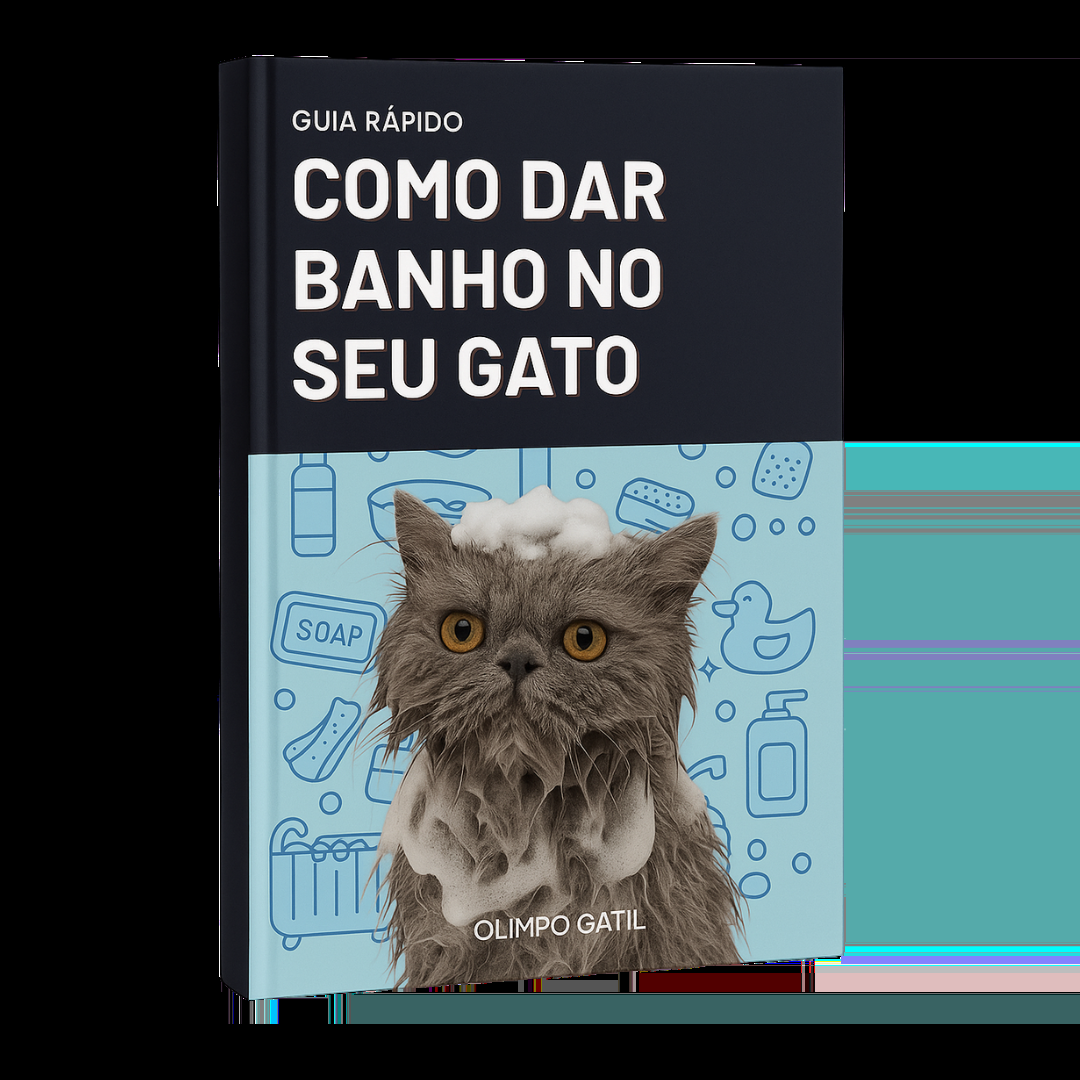 GUIA RÁPIDO
COMO DAR
BANHO NO
SEU GATO
SOAP
OLIMPO GATIL